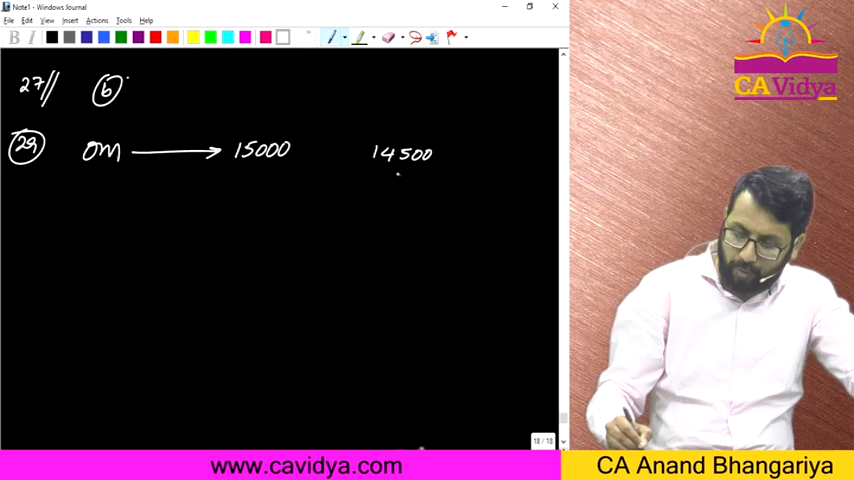 Note1 - Windows Journal
File Edit View Insert Actions Tools Help
B I
27// b
29 OM → 15000 14500
18 / 18
CA Vidya
www.cavidya.com
CA Anand Bhangariya